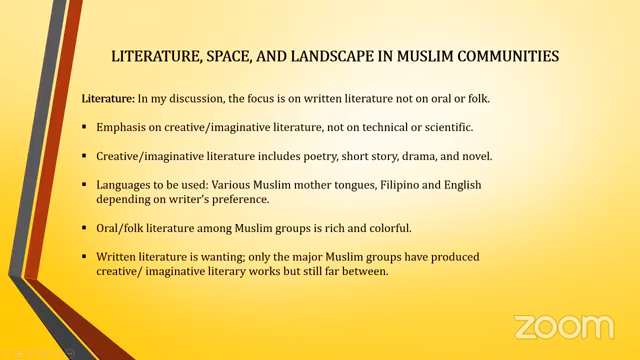 LITERATURE, SPACE, AND LANDSCAPE IN MUSLIM COMMUNITIES
Literature: In my discussion, the focus is on written literature not on oral or folk.
▪ Emphasis on creative/imaginative literature, not on technical or scientific.
▪ Creative/imaginative literature includes poetry, short story, drama, and novel.
▪ Languages to be used: Various Muslim mother tongues, Filipino and English
depending on writer's preference.
▪ Oral/folk literature among Muslim groups is rich and colorful.
▪ Written literature is wanting; only the major Muslim groups have produced
creative/ imaginative literary works but still far between.
zoom